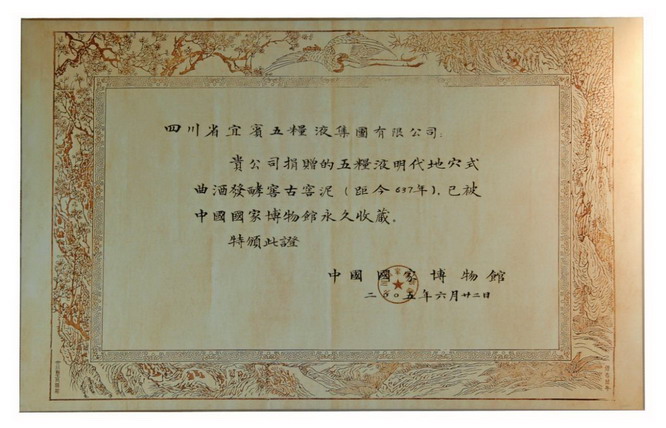 四川省宜賓五糧液集團有限公司:
貴公司捐贈的五糧液明代地穴式
曲酒發酵窖古窖泥(距今637年),已被
中國國家博物館永久收藏。
特頒此證
中國國家博物館
二〇〇五年六月廿二日